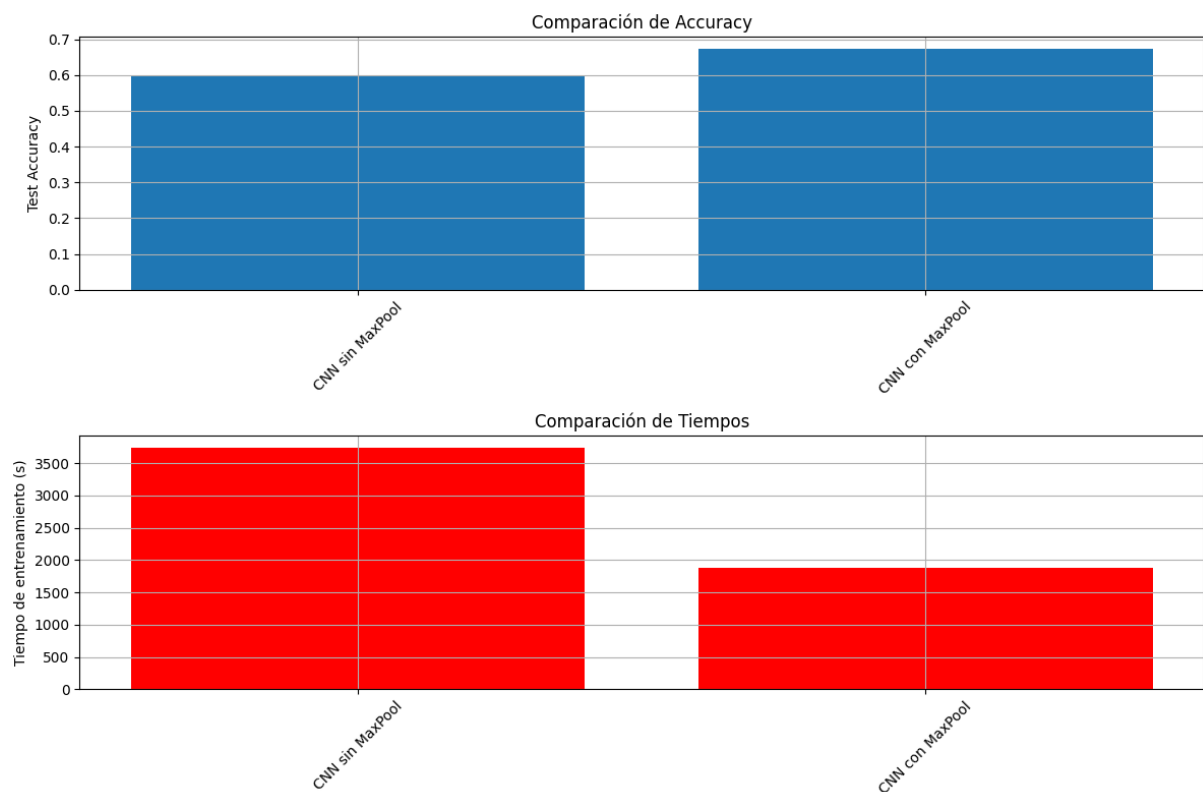 Comparación de Accuracy
Test Accuracy
0.7
0.6
0.5
0.4
0.3
0.2
0.1
0.0
CNN sin MaxPool
CNN con MaxPool
Comparación de Tiempos
Tiempo de entrenamiento (s)
3500
3000
2500
2000
1500
1000
500
0
CNN sin MaxPool
CNN con MaxPool